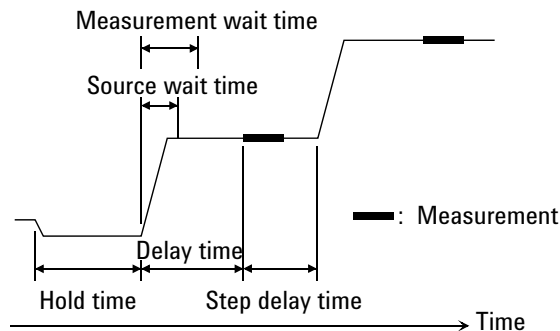 Measurement wait time
Source wait time
: Measurement
Delay time
Hold time
Step delay time
Time